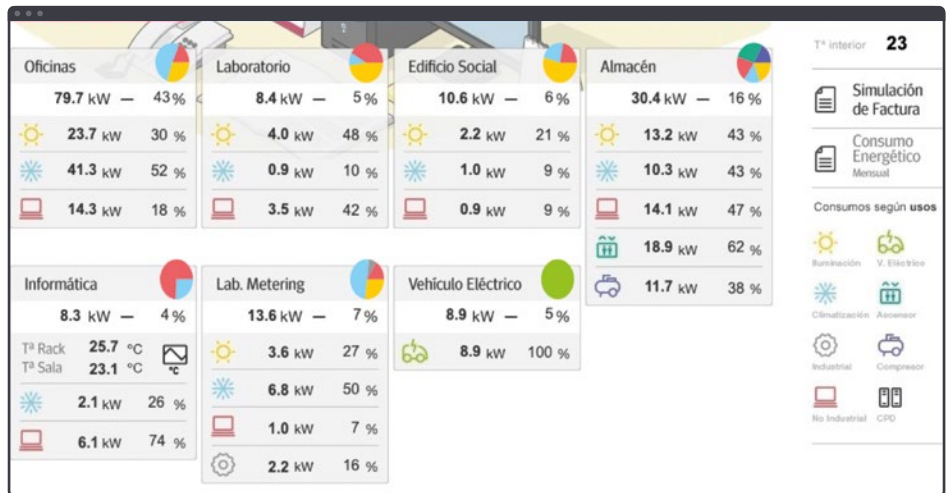 Oficinas
79.7 kW — 43%
23.7 kW 30 %
41.3 kW 52 %
14.3 kW 18 %
Laboratorio
8.4 kW — 5%
4.0 kW 48 %
0.9 kW 10 %
3.5 kW 42 %
Edificio Social
10.6 kW — 6%
2.2 kW 21 %
1.0 kW 9 %
0.9 kW 9 %
Almacén
30.4 kW — 16 %
13.2 kW 43 %
10.3 kW 43 %
14.1 kW 47 %
18.9 kW 62 %
11.7 kW 38 %
Informática
8.3 kW — 4%
Tª Rack 25.7 ºC
Tª Sala 23.1 ºC
°C
2.1 kW 26 %
6.1 kW 74 %
Lab. Metering
13.6 kW — 7%
3.6 kW 27 %
6.8 kW 50 %
1.0 kW 7 %
2.2 kW 16 %
Vehículo Eléctrico
8.9 kW — 5%
8.9 kW 100 %
Tª interior 23
Simulación
de Factura
Consumo
Energético
Mensual
Consumos según usos
Iluminación V. Eléctrico
Climatización Ascensor
Industrial Compresor
No Industrial CPD